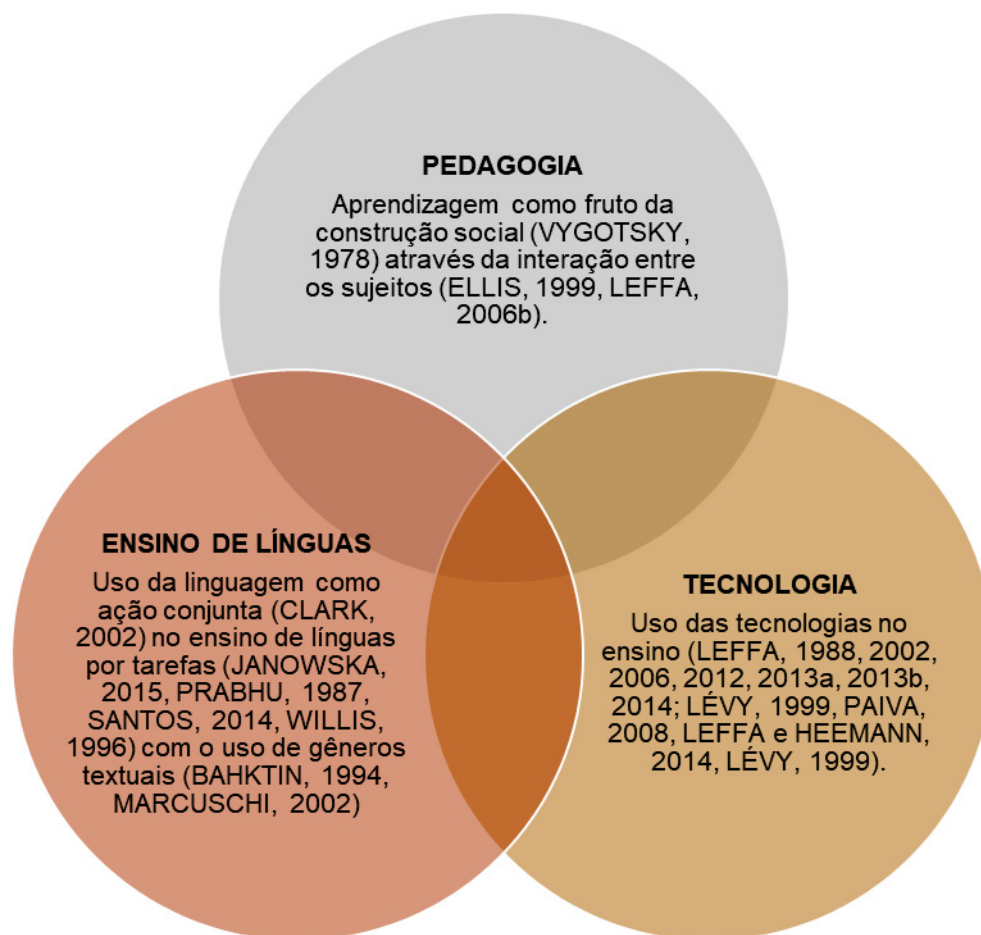 PEDAGOGIA
Aprendizagem como fruto da
construção social (VYGOTSKY,
1978) através da interação entre
os sujeitos (ELLIS, 1999, LEFFA,
2006b).
ENSINO DE LÍNGUAS
Uso da linguagem como
ação conjunta (CLARK,
2002) no ensino de línguas
por tarefas (JANOWSKA,
2015, PRABHU, 1987,
SANTOS, 2014, WILLIS,
1996) com o uso de gêneros
textuais (BAHKTIN, 1994,
MARCUSCHI, 2002)
TECNOLOGIA
Uso das tecnologias no
ensino (LEFFA, 1988, 2002,
2006, 2012, 2013a, 2013b,
2014; LÉVY, 1999, PAIVA,
2008, LEFFA e HEEMANN,
2014, LÉVY, 1999).